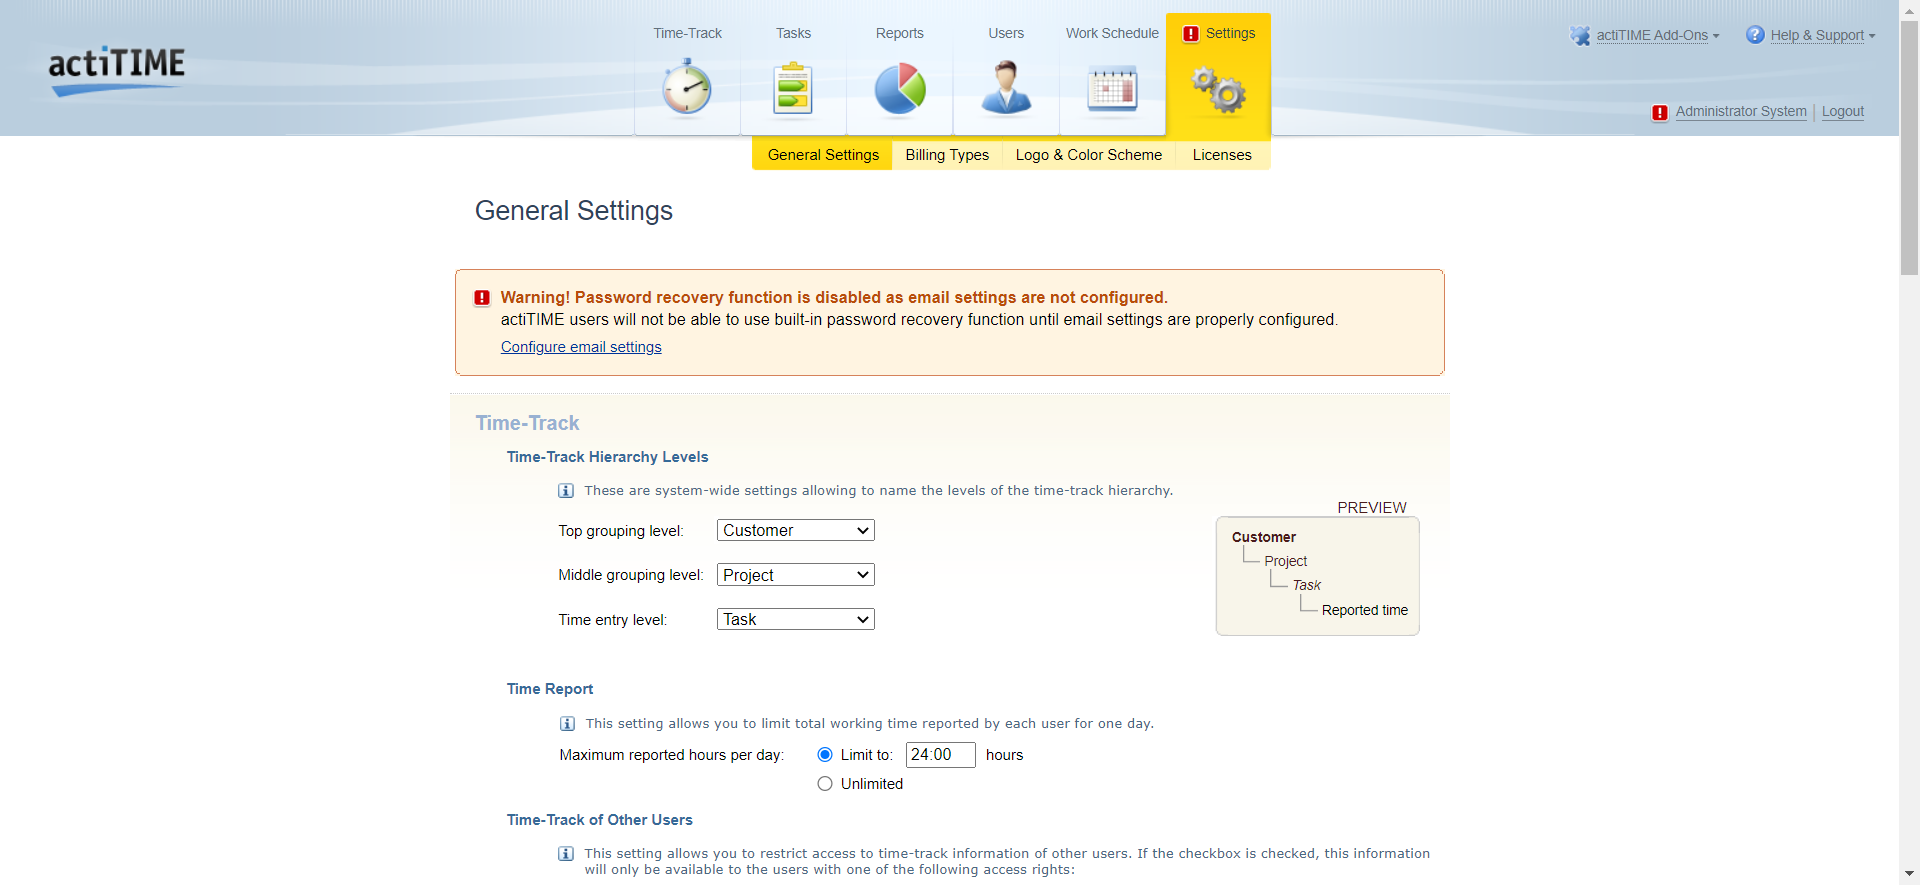 actiTIME
Time-Track
Tasks
Reports
Users
Work Schedule
Settings
actiTIME Add-Ons
Help & Support
Administrator System
Logout
General Settings
Billing Types
Logo & Color Scheme
Licenses
General Settings
Warning! Password recovery function is disabled as email settings are not configured.
actiTIME users will not be able to use built-in password recovery function until email settings are properly configured.
Configure email settings
Time-Track
Time-Track Hierarchy Levels
These are system-wide settings allowing to name the levels of the time-track hierarchy.
Top grouping level: Customer
Middle grouping level: Project
Time entry level: Task
PREVIEW
Customer
Project
Task
Reported time
Time Report
This setting allows you to limit total working time reported by each user for one day.
Maximum reported hours per day: Limit to: 24:00 hours
Unlimited
Time-Track of Other Users
This setting allows you to restrict access to time-track information of other users. If the checkbox is checked, this information
will only be available to the users with one of the following access rights: